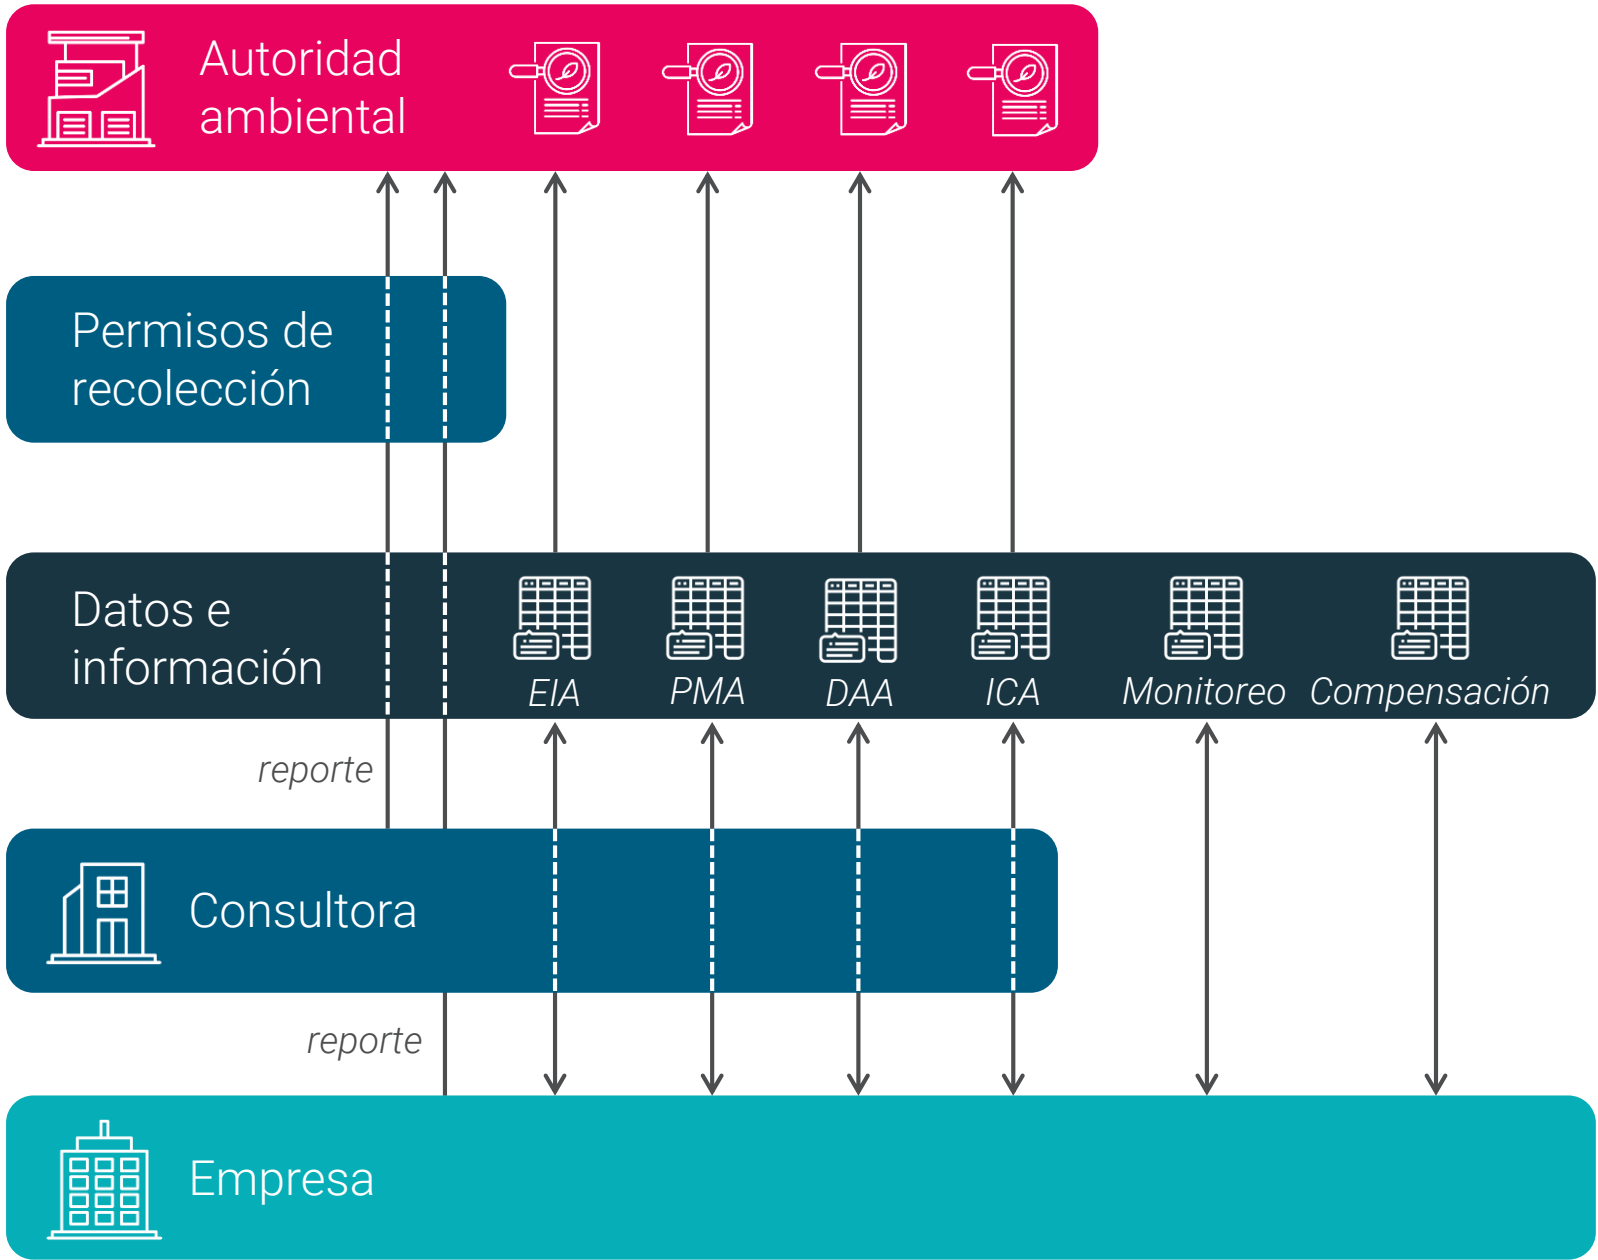 Autoridad
ambiental
Permisos de
recolección
Datos e
información
EIA
PMA
DAA
ICA
Monitoreo
Compensación
reporte
Consultora
reporte
Empresa